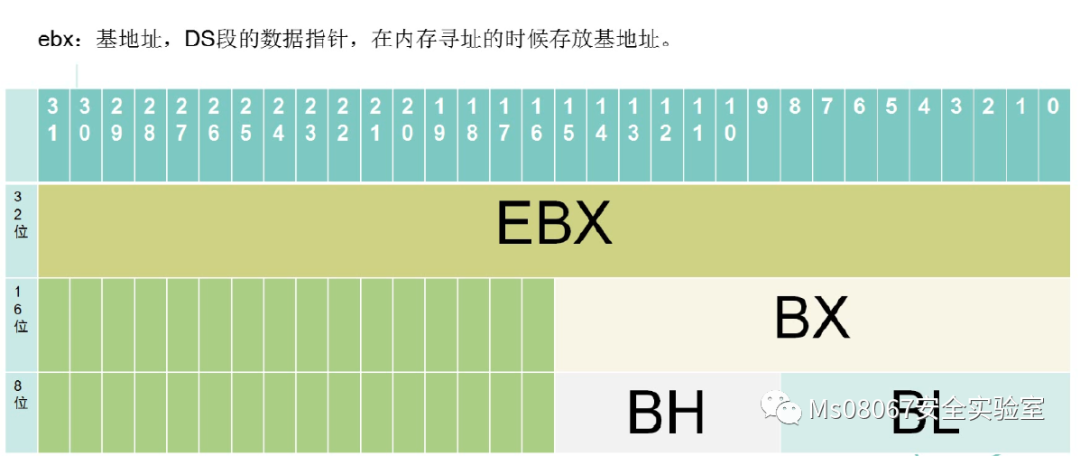 ebx：基地址，DS段的数据指针，在内存寻址的时候存放基地址。
31 30 29 28 27 26 25 24 23 22 21 20 19 18 17 16 15 14 13 12 11 10 9 8 7 6 5 4 3 2 1 0
32位 EBX
16位 BX
8位 BH BL
Ms08067安全实验室